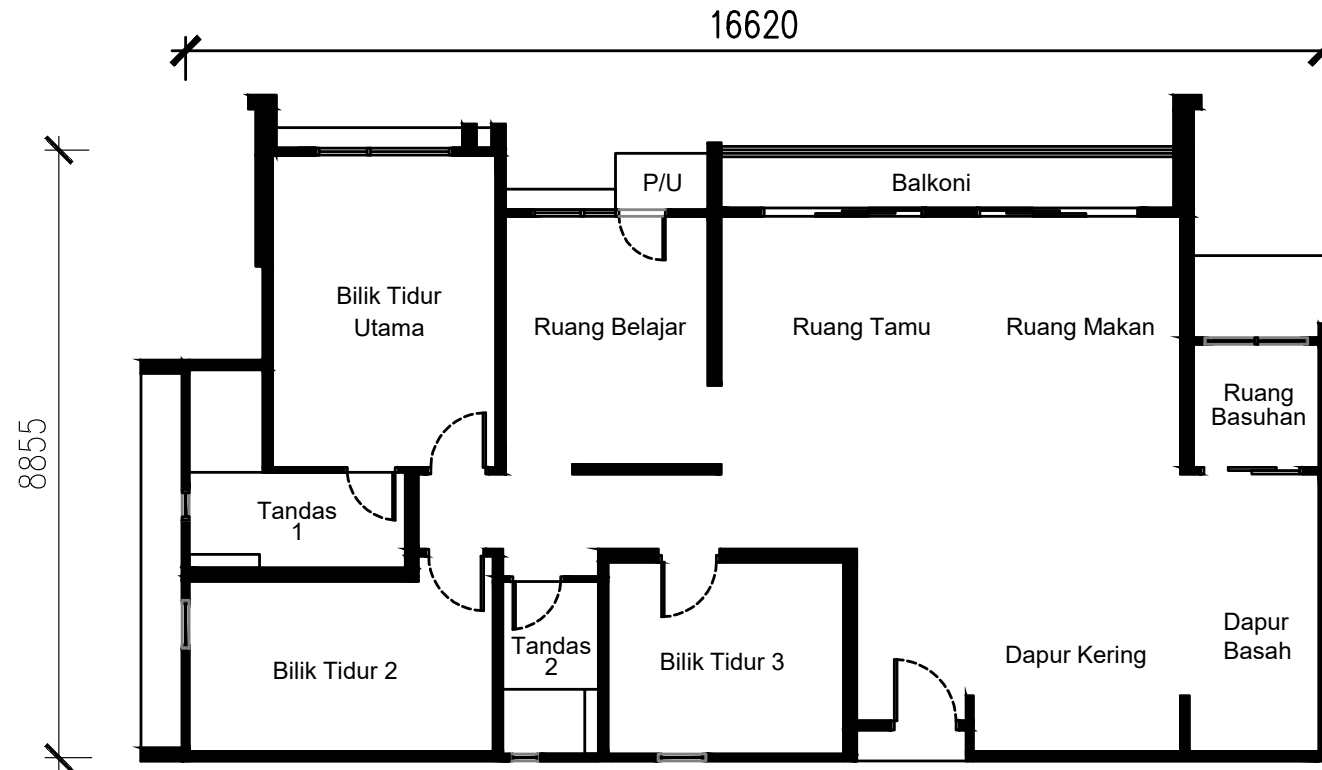 16620
P/U
Balkoni
Bilik Tidur
Utama
Ruang Belajar
Ruang Tamu
Ruang Makan
Ruang
Basuhan
8855
Tandas
1
Bilik Tidur 2
Tandas
2
Bilik Tidur 3
Dapur Kering
Dapur
Basah